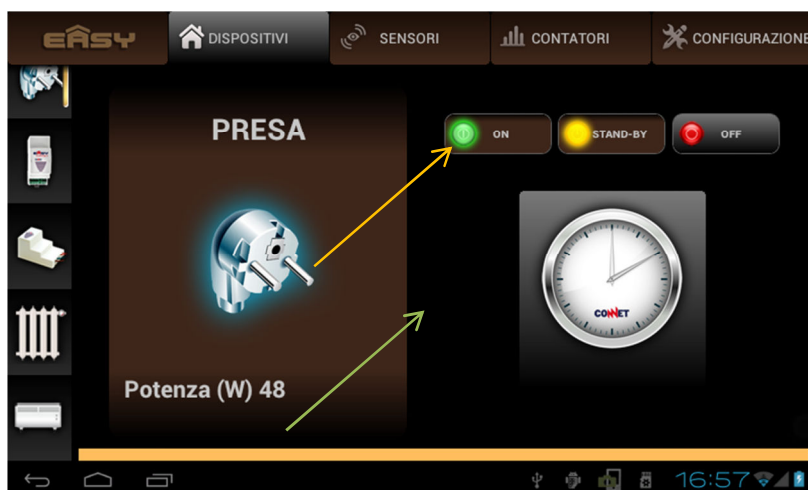 EASY
DISPOSITIVI
SENSORI
CONTATORI
CONFIGURAZIONE
PRESA
ON
STAND-BY
OFF
CONNET
Potenza (W) 48
16:57